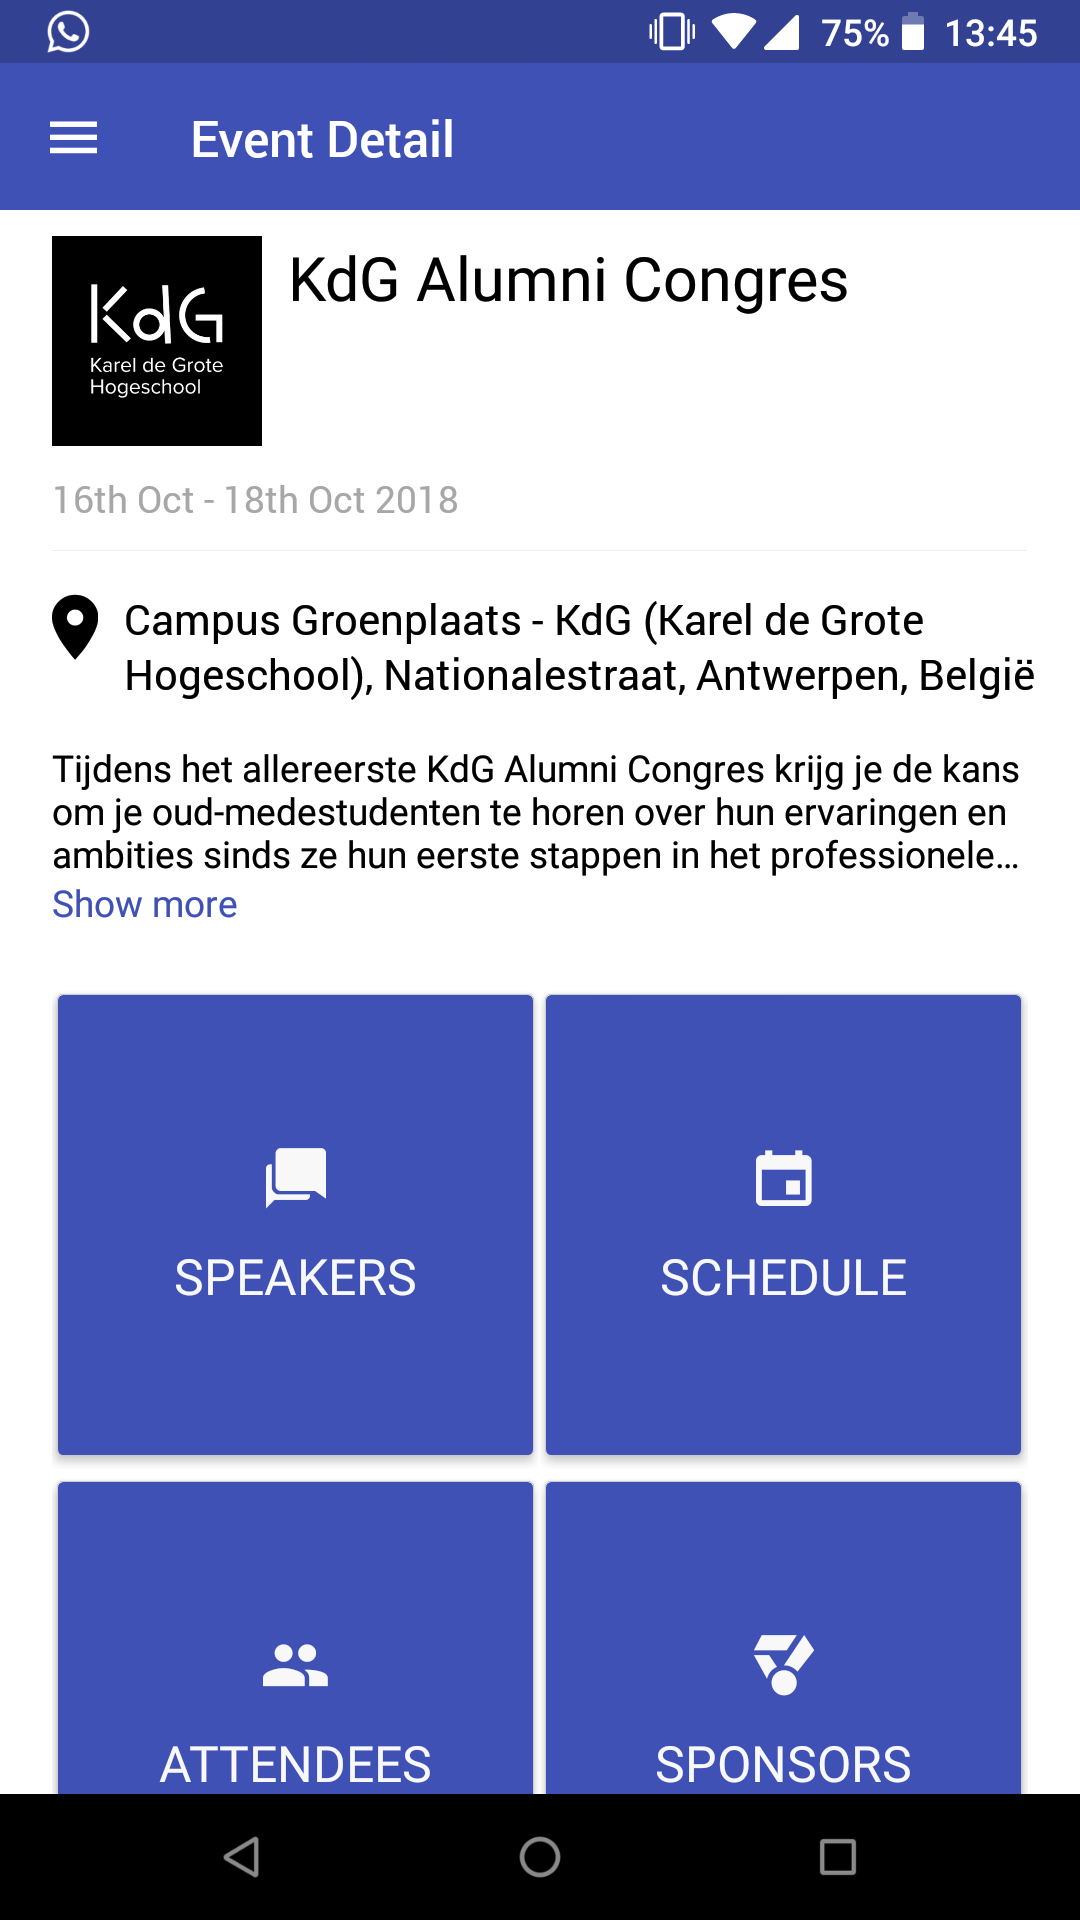 75% 13:45
Event Detail
KdG
Karel de Grote
Hogeschool
KdG Alumni Congres
16th Oct - 18th Oct 2018
Campus Groenplaats - KdG (Karel de Grote
Hogeschool), Nationalestraat, Antwerpen, België
Tijdens het allereerste KdG Alumni Congres krijg je de kans
om je oud-medestudenten te horen over hun ervaringen en
ambities sinds ze hun eerste stappen in het professionele...
Show more
SPEAKERS
SCHEDULE
ATTENDEES
SPONSORS